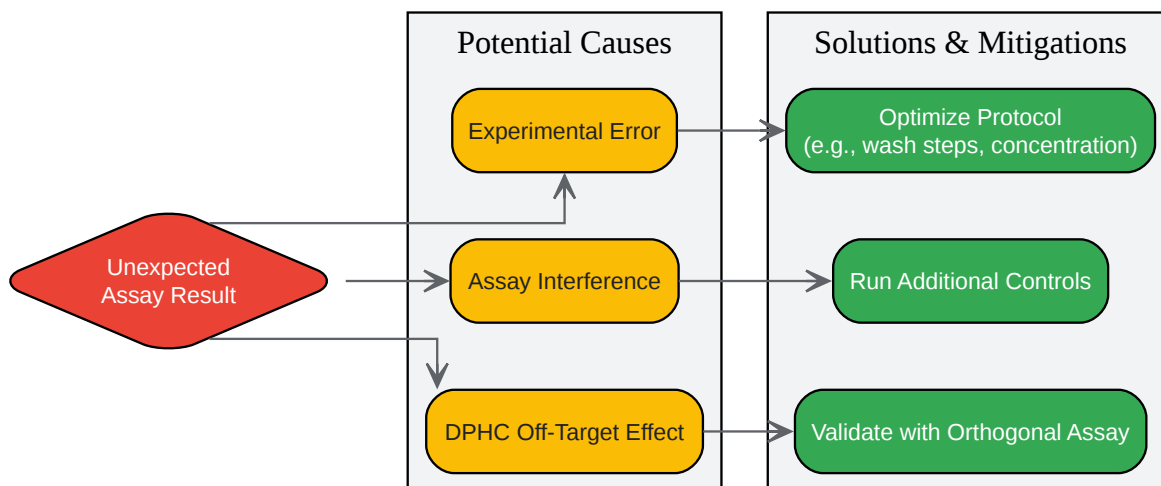 Potential Causes
Solutions & Mitigations
Experimental Error
Optimize Protocol
(e.g., wash steps, concentration)
Unexpected
Assay Result
Assay Interference
Run Additional Controls
DPHC Off-Target Effect
Validate with Orthogonal Assay